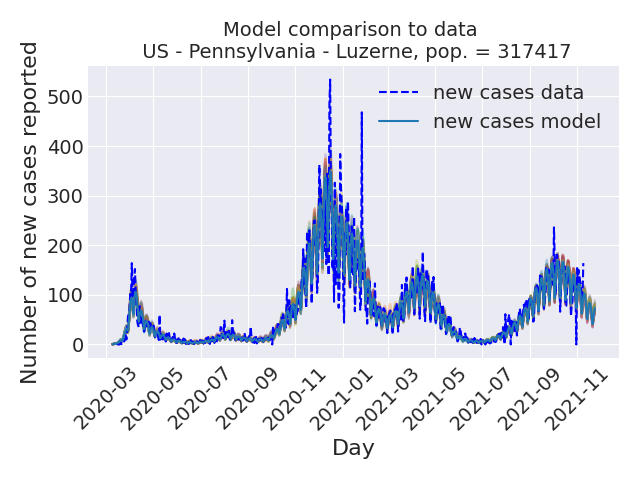 Model comparison to data
US - Pennsylvania - Luzerne, pop. = 317417
new cases data
new cases model
Number of new cases reported
500
400
300
200
100
0
2020-03
2020-05
2020-07
2020-09
2020-11
2021-01
2021-03
2021-05
2021-07
2021-09
2021-11
Day